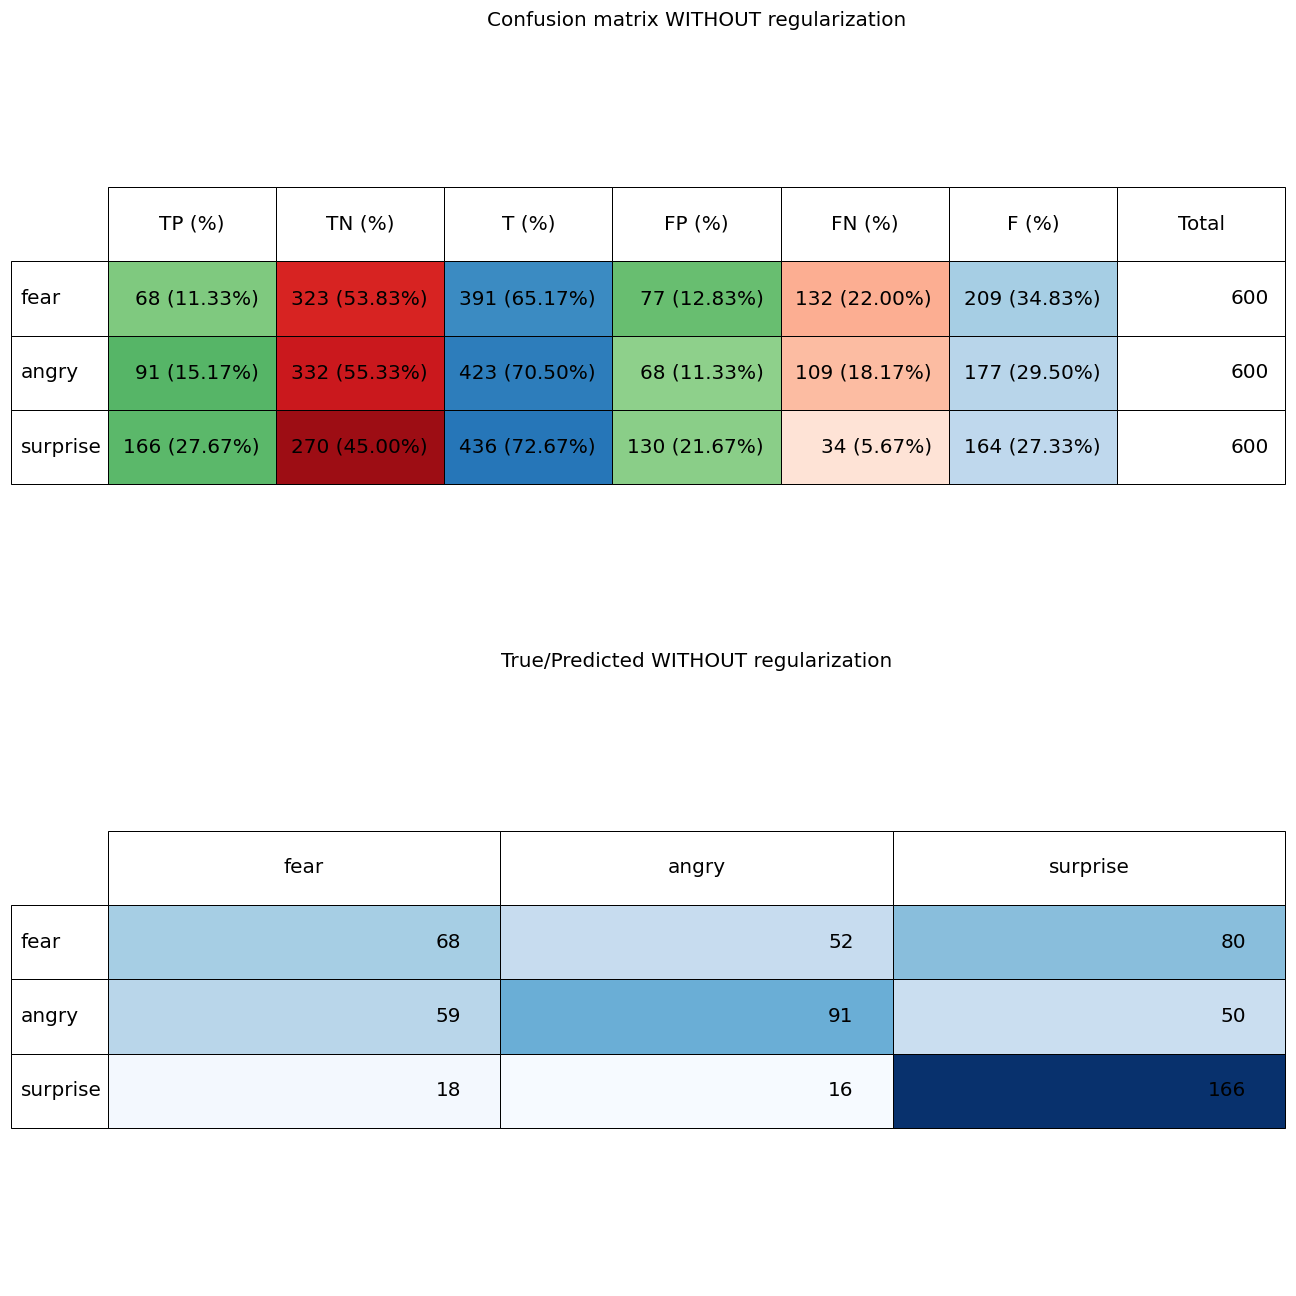 Confusion matrix WITHOUT regularization
TP (%) TN (%) T (%) FP (%) FN (%) F (%) Total
fear 68 (11.33%) 323 (53.83%) 391 (65.17%) 77 (12.83%) 132 (22.00%) 209 (34.83%) 600
angry 91 (15.17%) 332 (55.33%) 423 (70.50%) 68 (11.33%) 109 (18.17%) 177 (29.50%) 600
surprise 166 (27.67%) 270 (45.00%) 436 (72.67%) 130 (21.67%) 34 (5.67%) 164 (27.33%) 600
True/Predicted WITHOUT regularization
fear angry surprise
fear 68 52 80
angry 59 91 50
surprise 18 16 166